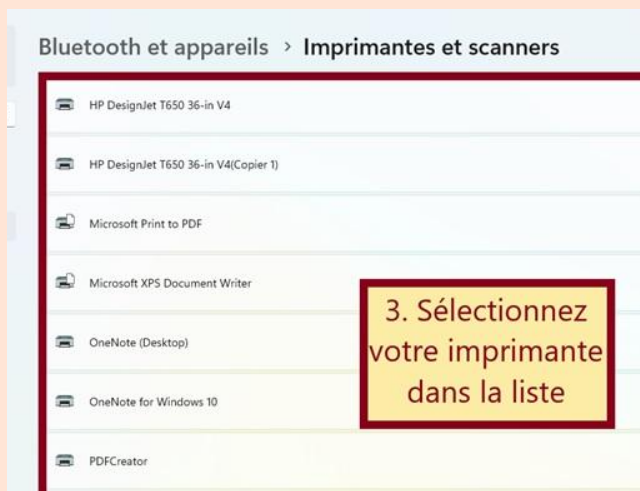 Bluetooth et appareils > Imprimantes et scanners
HP DesignJet T650 36-in V4
HP DesignJet T650 36-in V4(Copier 1)
Microsoft Print to PDF
Microsoft XPS Document Writer
OneNote (Desktop)
OneNote for Windows 10
PDFCreator
3. Sélectionnez
votre imprimante
dans la liste